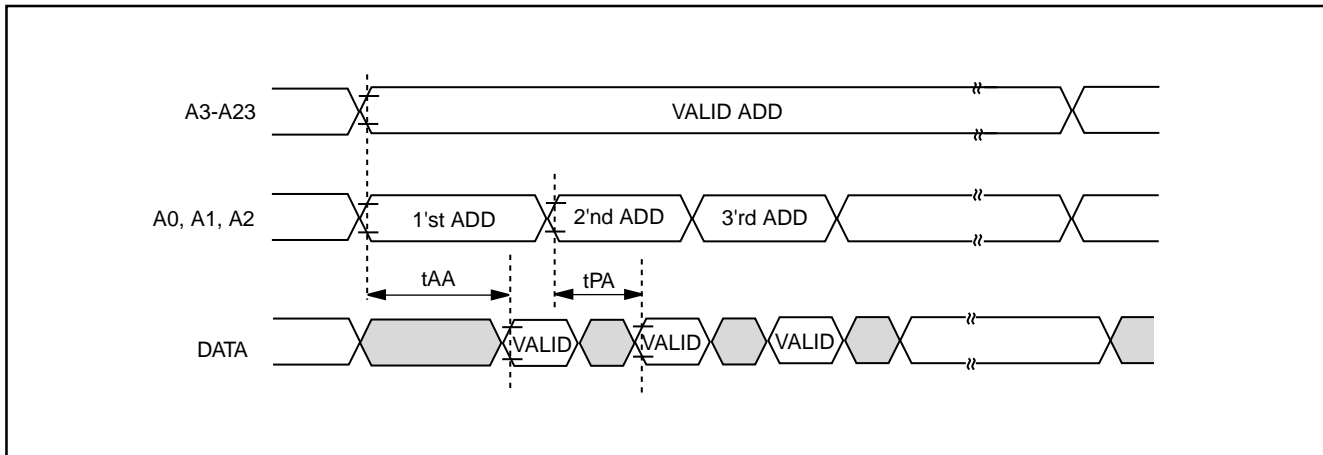 A3-A23
VALID ADD
A0, A1, A2
1'st ADD
2'nd ADD
3'rd ADD
tAA
tPA
DATA
VALID
VALID
VALID